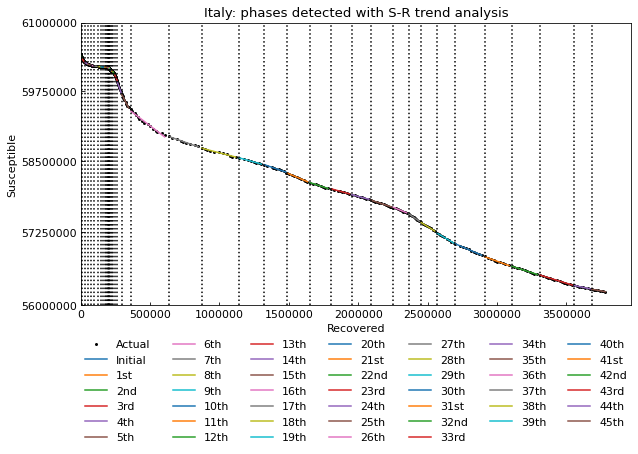 Italy: phases detected with S-R trend analysis
61000000
59750000
58500000
57250000
56000000
Susceptible
0 500000 1000000 1500000 2000000 2500000 3000000 3500000
Recovered
Actual 6th 13th 20th 27th 34th 40th
Initial 7th 14th 21st 28th 35th 41st
1st 8th 15th 22nd 29th 36th 42nd
2nd 9th 16th 23rd 30th 37th 43rd
3rd 10th 17th 24th 31st 38th 44th
4th 11th 18th 25th 32nd 39th 45th
5th 12th 19th 26th 33rd